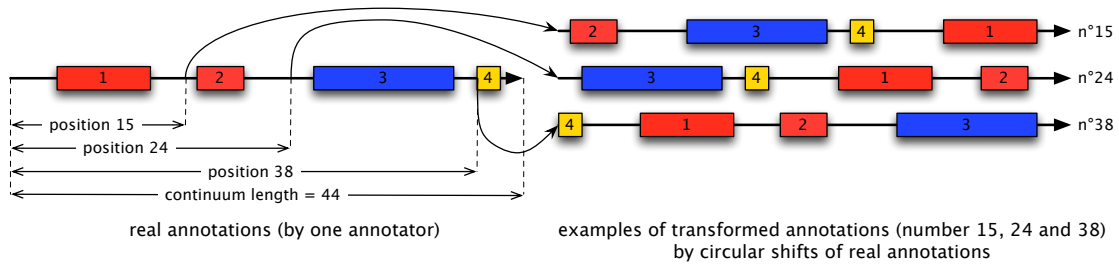 2 3 4 1 n°15
1 2 3 4
3 4 1 2 n°24
4 1 2 3 n°38
position 15
position 24
position 38
continuum length = 44
real annotations (by one annotator)
examples of transformed annotations (number 15, 24 and 38)
by circular shifts of real annotations